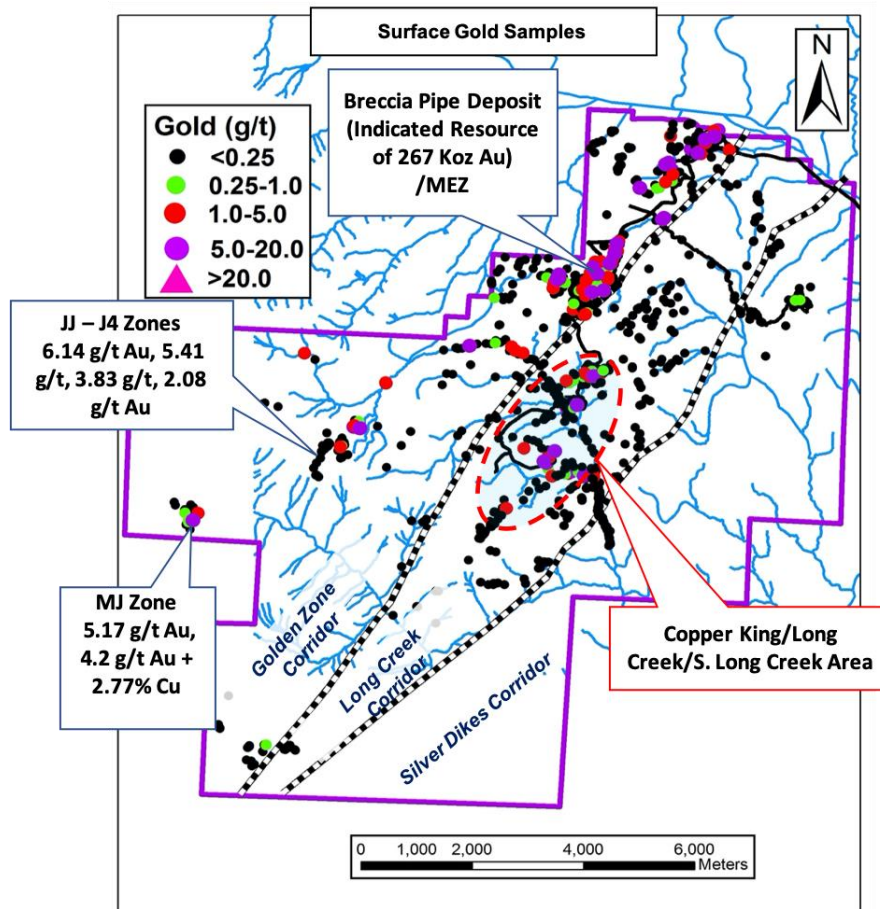 Surface Gold Samples
N
Breccia Pipe Deposit
(Indicated Resource
of 267 Koz Au)
/MEZ
Gold (g/t)
<0.25
0.25-1.0
1.0-5.0
5.0-20.0
>20.0
JJ – J4 Zones
6.14 g/t Au, 5.41
g/t, 3.83 g/t, 2.08
g/t Au
MJ Zone
5.17 g/t Au,
4.2 g/t Au +
2.77% Cu
Golden Zone
Corridor
Long Creek
Corridor
Silver Dikes Corridor
Copper King/Long
Creek/S. Long Creek Area
0 1,000 2,000 4,000 6,000
Meters